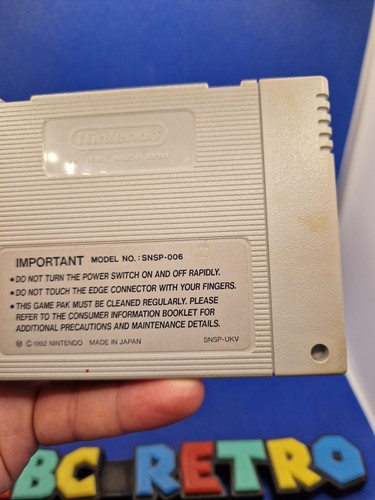 Nintendo
IMPORTANT MODEL NO.: SNSP-006
• DO NOT TURN THE POWER SWITCH ON AND OFF RAPIDLY.
• DO NOT TOUCH THE EDGE CONNECTOR WITH YOUR FINGERS.
• THIS GAME PAK MUST BE CLEANED REGULARLY. PLEASE
REFER TO THE CONSUMER INFORMATION BOOKLET FOR
ADDITIONAL PRECAUTIONS AND MAINTENANCE DETAILS.
Ⓜ © 1992 NINTENDO MADE IN JAPAN SNSP-UKV
BC RETRO